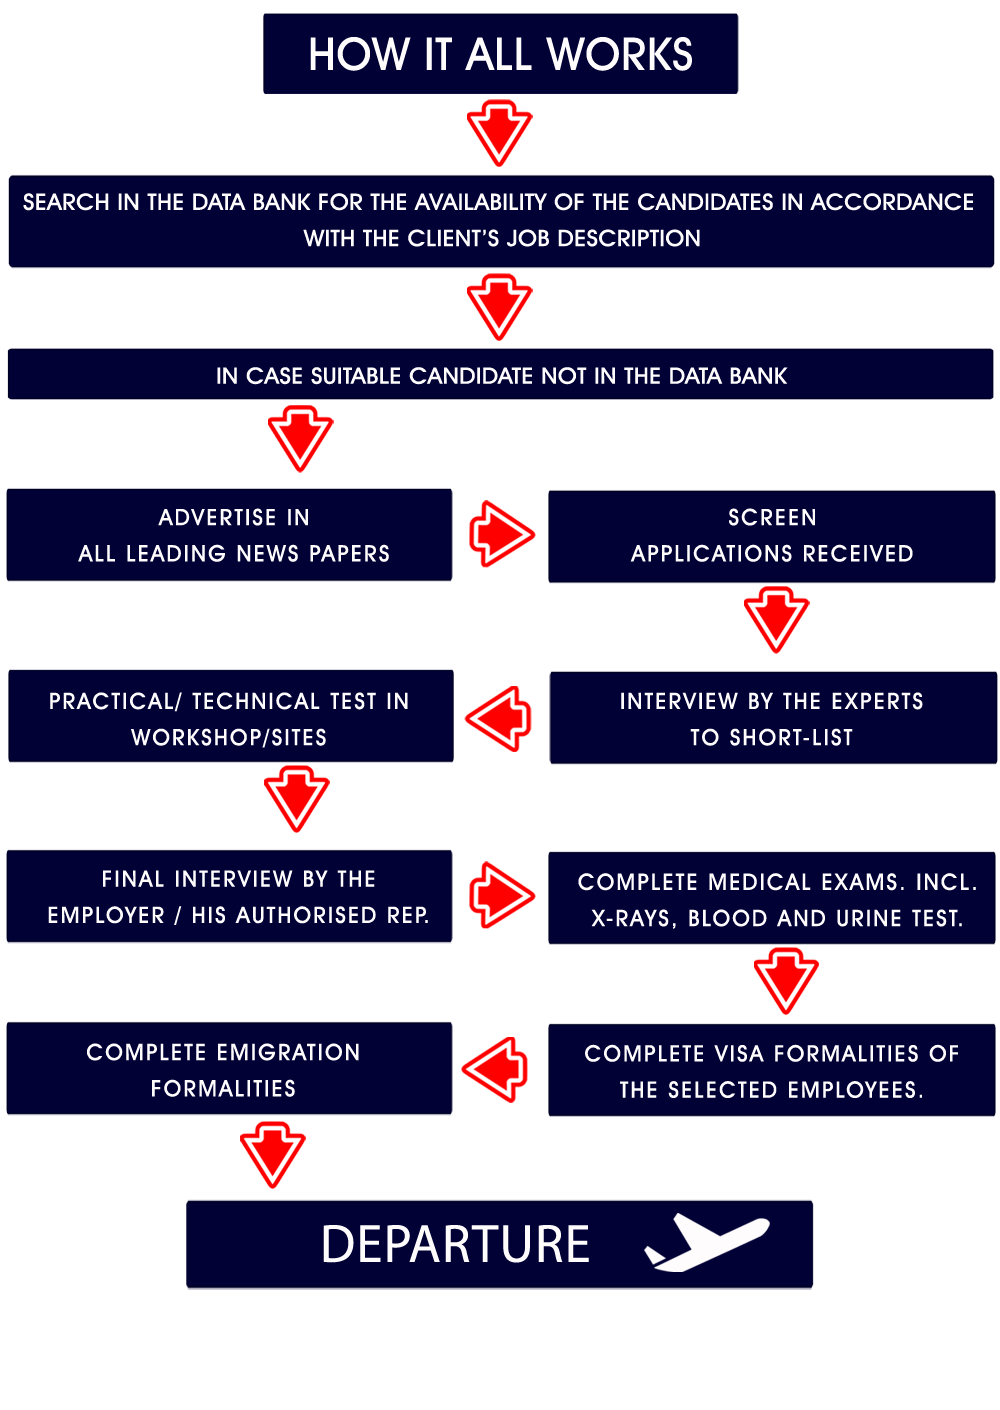 HOW IT ALL WORKS
SEARCH IN THE DATA BANK FOR THE AVAILABILITY OF THE CANDIDATES IN ACCORDANCE
WITH THE CLIENT'S JOB DESCRIPTION
IN CASE SUITABLE CANDIDATE NOT IN THE DATA BANK
ADVERTISE IN
ALL LEADING NEWS PAPERS
SCREEN
APPLICATIONS RECEIVED
INTERVIEW BY THE EXPERTS
TO SHORT-LIST
PRACTICAL/ TECHNICAL TEST IN
WORKSHOP/SITES
FINAL INTERVIEW BY THE
EMPLOYER / HIS AUTHORISED REP.
COMPLETE MEDICAL EXAMS. INCL.
X-RAYS, BLOOD AND URINE TEST.
COMPLETE VISA FORMALITIES OF
THE SELECTED EMPLOYEES.
COMPLETE EMIGRATION
FORMALITIES
DEPARTURE